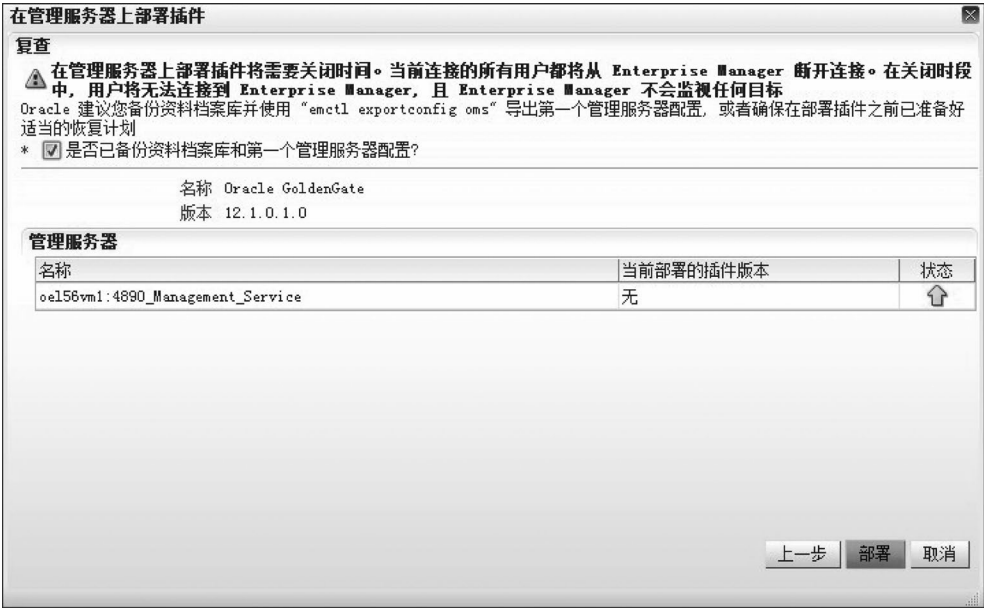 在管理服务器上部署插件
复查
在管理服务器上部署插件将需要关闭时间。当前连接的所有用户都将从 Enterprise Manager 断开连接。在关闭时段
中，用户将无法连接到 Enterprise Manager，且 Enterprise Manager 不会监视任何目标
Oracle 建议您备份资料档案库并使用 “emctl exportconfig oms” 导出第一个管理服务器配置，或者确保在部署插件之前已准备好
适当的恢复计划
* 是否已备份资料档案库和第一个管理服务器配置?
名称 Oracle GoldenGate
版本 12.1.0.1.0
管理服务器
名称 当前部署的插件版本 状态
oel56vm1:4890_Management_Service 无
上一步 部署 取消